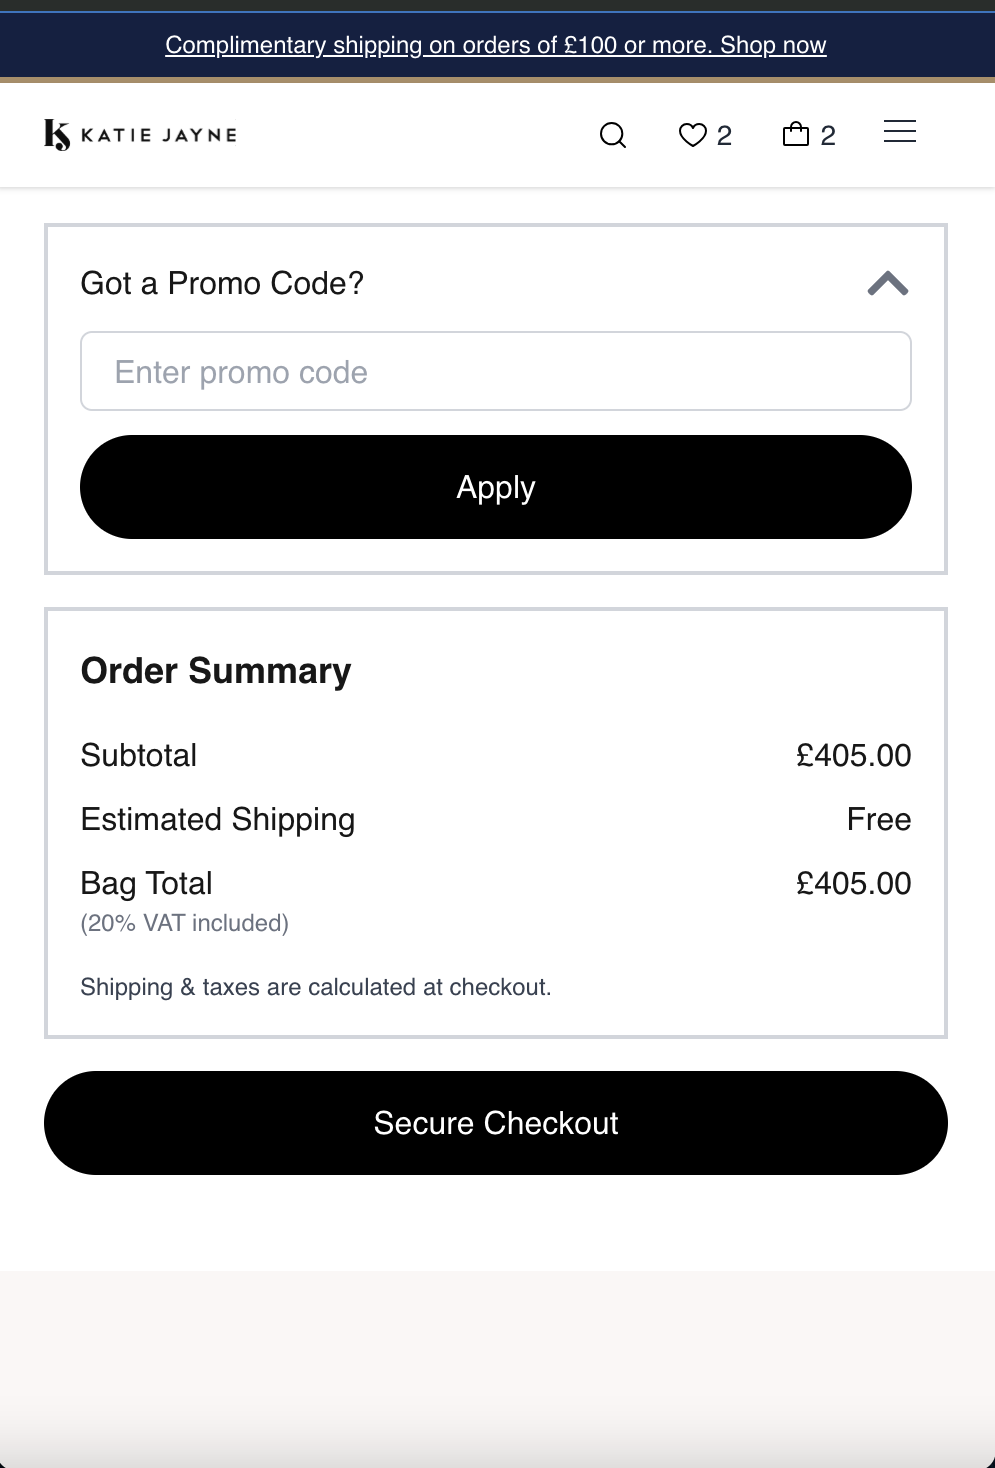 Complimentary shipping on orders of £100 or more. Shop now
KATIE JAYNE 2 2
Got a Promo Code?
Enter promo code
Apply
Order Summary
Subtotal £405.00
Estimated Shipping Free
Bag Total £405.00
(20% VAT included)
Shipping & taxes are calculated at checkout.
Secure Checkout